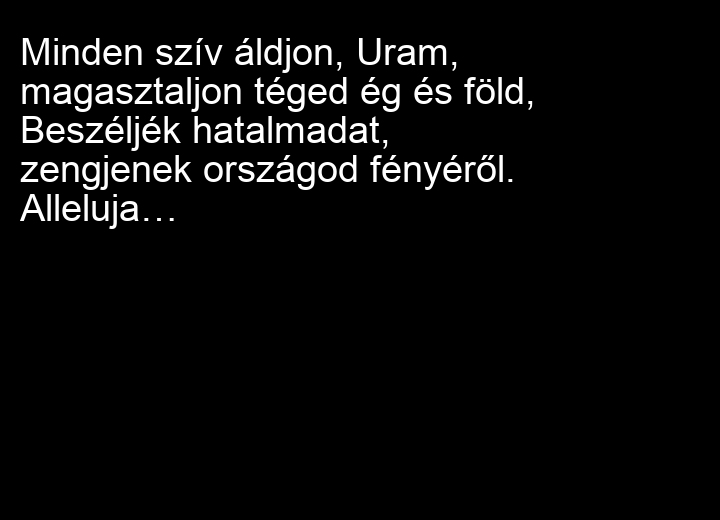 Minden szív áldjon, Uram,
magasztaljon téged ég és föld,
Beszéljék hatalmadat,
zengjenek országod fényéről.
Alleluja…